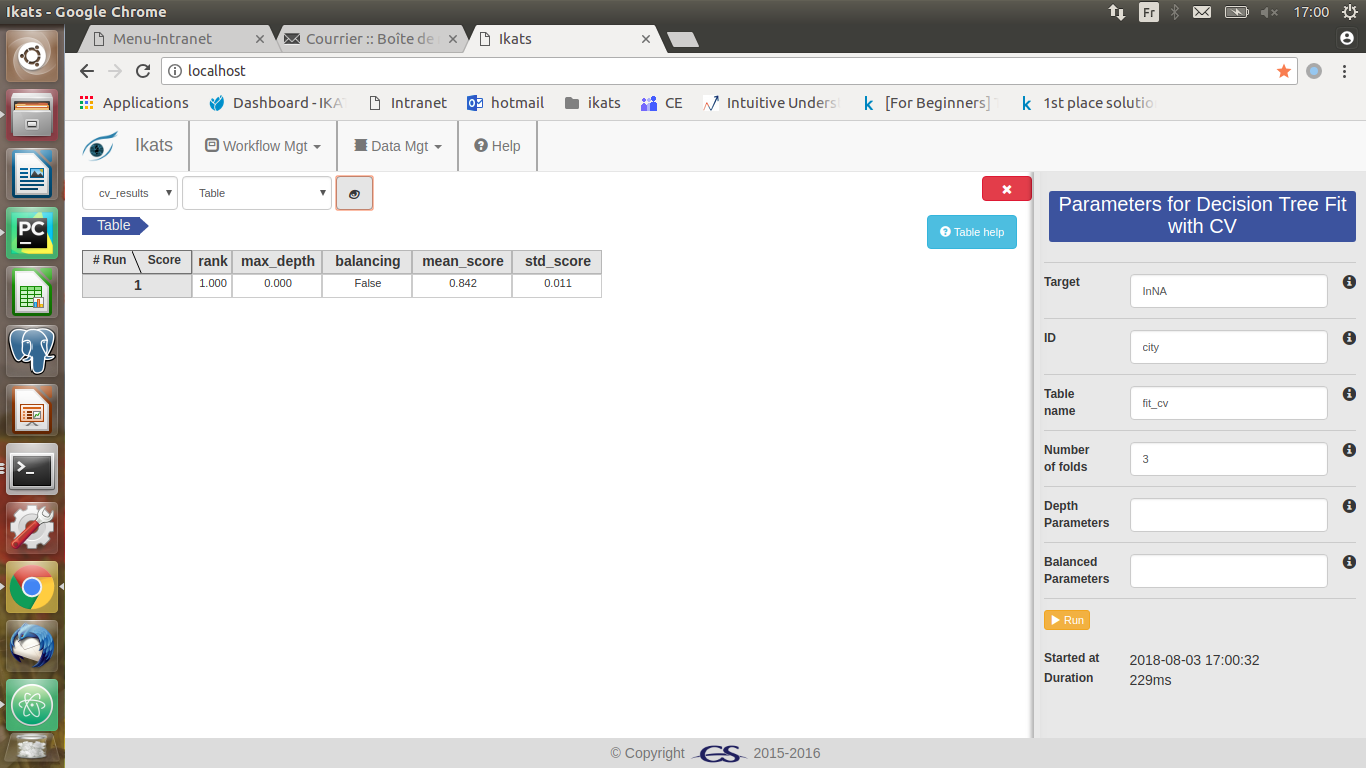 Ikats - Google Chrome
Fr
17:00
Menu-Intranet
Courrier :: Boîte de
Ikats
localhost
Applications
Dashboard - IKA
Intranet
hotmail
ikats
CE
Intuitive Unders
[For Beginners]
1st place solutio
Ikats
Workflow Mgt
Data Mgt
Help
cv_results
Table
Table
Table help
# Run Score rank max_depth balancing mean_score std_score
1 1.000 0.000 False 0.842 0.011
Parameters for Decision Tree Fit
with CV
Target
InNA
ID
city
Table
name
fit_cv
Number
of folds
3
Depth
Parameters
Balanced
Parameters
Run
Started at 2018-08-03 17:00:32
Duration 229ms
© Copyright CS 2015-2016
PC